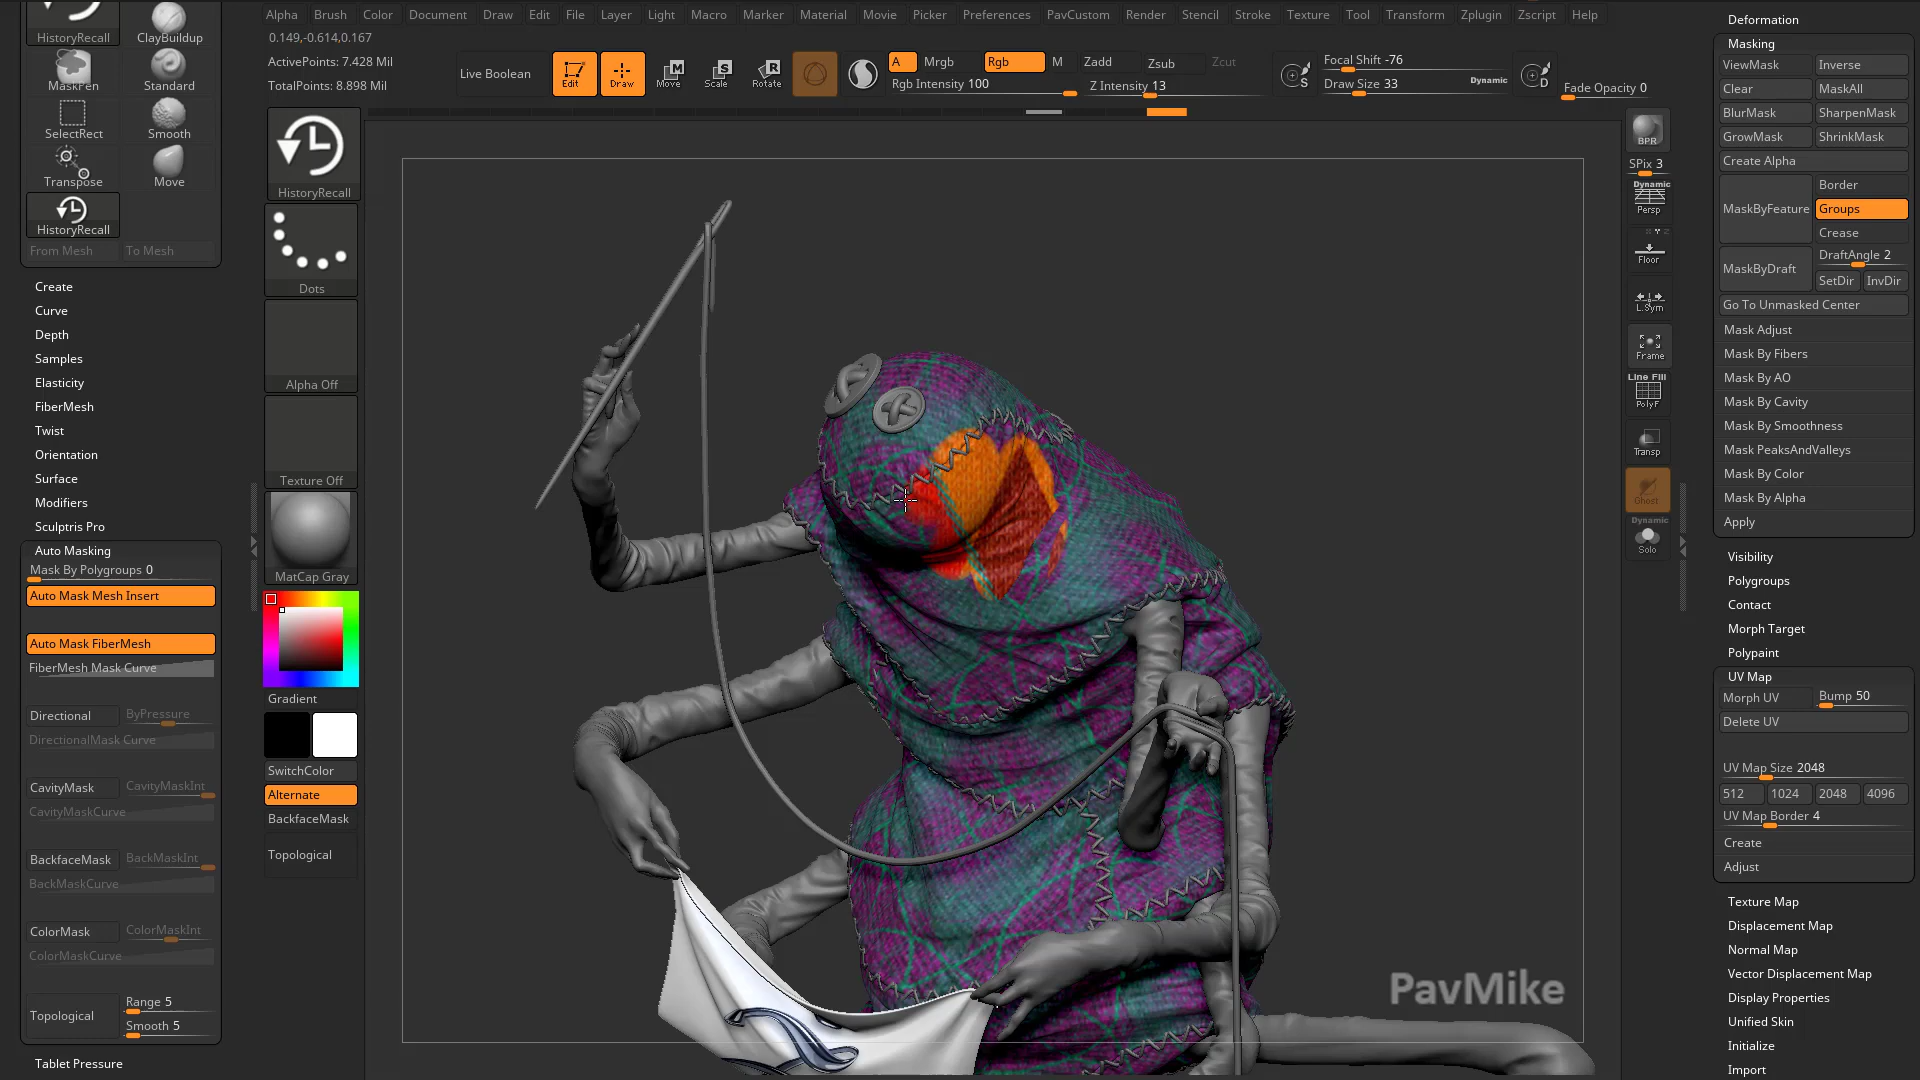 Alpha Brush Color Document Draw Edit File Layer Light Macro Marker Material Movie Picker Preferences PavCustom Render Stencil Stroke Texture Tool Transform Zplugin Zscript Help
0.149,-0.614,0.167
ActivePoints: 7.428 Mil
TotalPoints: 8.898 Mil
Live Boolean
Edit
Draw
Move
Scale
Rotate
A
Mrgb
Rgb
M
Zadd
Zsub
Zcut
Rgb Intensity 100
Z Intensity 13
S
Focal Shift -76
Draw Size 33
Dynamic
D
Fade Opacity 0
HistoryRecall
ClayBuildup
MaskPen
Standard
SelectRect
Smooth
Transpose
Move
HistoryRecall
From Mesh
To Mesh
Create
Curve
Depth
Samples
Elasticity
FiberMesh
Twist
Orientation
Surface
Modifiers
Sculptris Pro
Auto Masking
Mask By Polygroups 0
Auto Mask Mesh Insert
Auto Mask FiberMesh
FiberMesh Mask Curve
Directional
ByPressure
DirectionalMask Curve
CavityMask
CavityMaskInt
CavityMaskCurve
BackfaceMask
BackMaskInt
BackMaskCurve
ColorMask
ColorMaskInt
ColorMaskCurve
Topological
Range 5
Smooth 5
Tablet Pressure
HistoryRecall
Dots
Alpha Off
Texture Off
MatCap Gray
Gradient
SwitchColor
Alternate
BackfaceMask
Topological
PavMike
BPR
SPix 3
Dynamic
Persp
Floor
L.Sym
Frame
Line Fill
PolyF
Transp
Ghost
Dynamic
Solo
Deformation
Masking
ViewMask
Inverse
Clear
MaskAll
BlurMask
SharpenMask
GrowMask
ShrinkMask
Create Alpha
MaskByFeature
Border
Groups
Crease
MaskByDraft
DraftAngle 2
SetDir
InvDir
Go To Unmasked Center
Mask Adjust
Mask By Fibers
Mask By AO
Mask By Cavity
Mask By Smoothness
Mask PeaksAndValleys
Mask By Color
Mask By Alpha
Apply
Visibility
Polygroups
Contact
Morph Target
Polypaint
UV Map
Morph UV
Bump 50
Delete UV
UV Map Size 2048
512
1024
2048
4096
UV Map Border 4
Create
Adjust
Texture Map
Displacement Map
Normal Map
Vector Displacement Map
Display Properties
Unified Skin
Initialize
Import